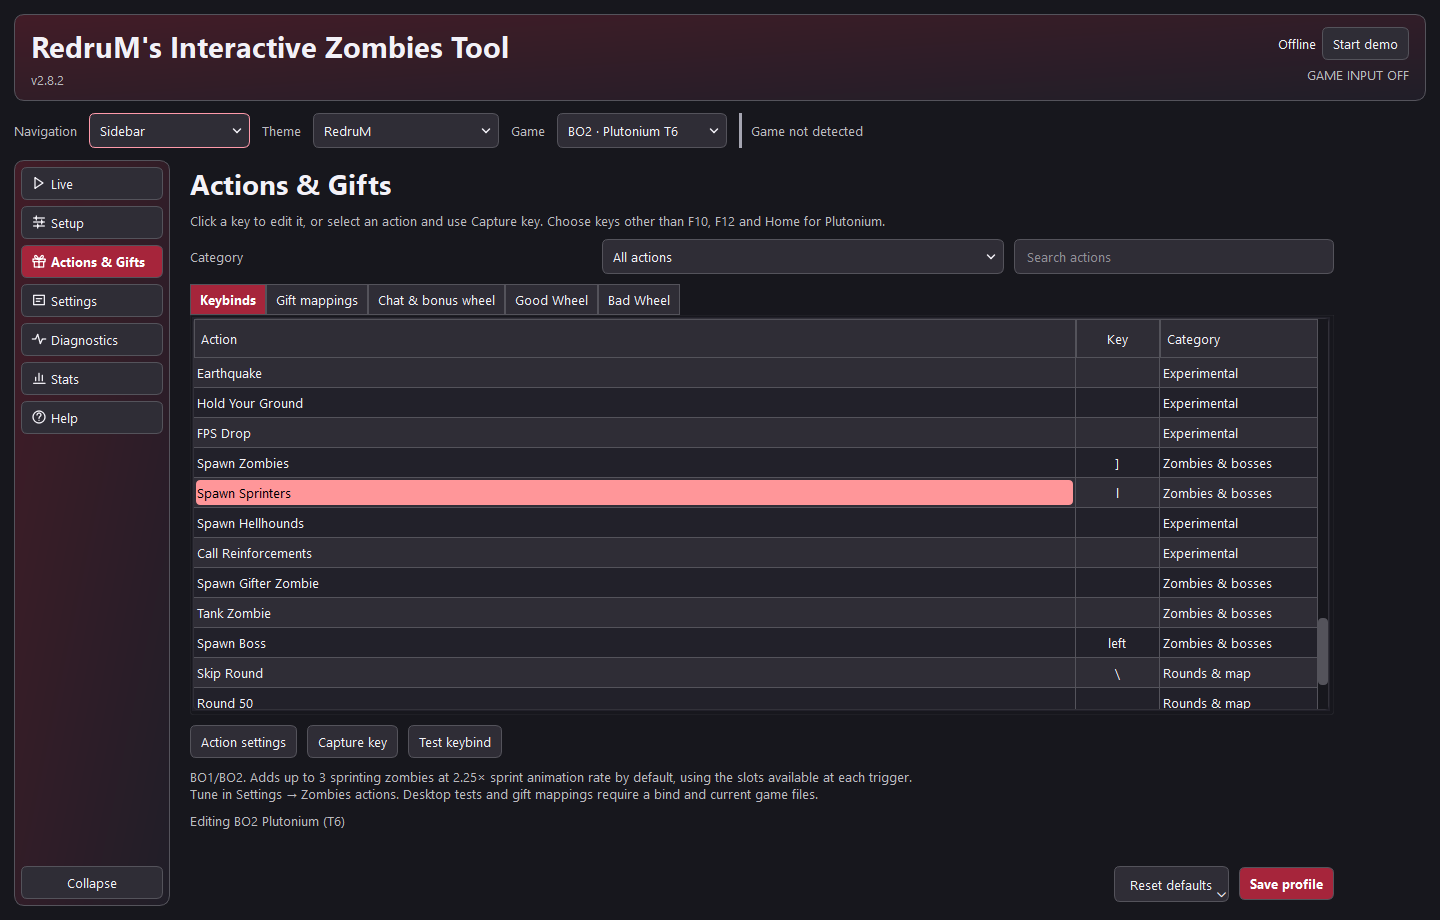 RedruM's Interactive Zombies Tool
v2.8.2
Offline
Start demo
GAME INPUT OFF
Navigation
Sidebar
Theme
RedruM
Game
BO2 · Plutonium T6
Game not detected
Live
Setup
Actions & Gifts
Settings
Diagnostics
Stats
Help
Collapse
Actions & Gifts
Click a key to edit it, or select an action and use Capture key. Choose keys other than F10, F12 and Home for Plutonium.
Category
All actions
Search actions
Keybinds
Gift mappings
Chat & bonus wheel
Good Wheel
Bad Wheel
Action Key Category
Earthquake Experimental
Hold Your Ground Experimental
FPS Drop Experimental
Spawn Zombies ] Zombies & bosses
Spawn Sprinters l Zombies & bosses
Spawn Hellhounds Experimental
Call Reinforcements Experimental
Spawn Gifter Zombie Zombies & bosses
Tank Zombie Zombies & bosses
Spawn Boss left Zombies & bosses
Skip Round \ Rounds & map
Round 50 Rounds & map
Action settings
Capture key
Test keybind
BO1/BO2. Adds up to 3 sprinting zombies at 2.25× sprint animation rate by default, using the slots available at each trigger.
Tune in Settings → Zombies actions. Desktop tests and gift mappings require a bind and current game files.
Editing BO2 Plutonium (T6)
Reset defaults
Save profile